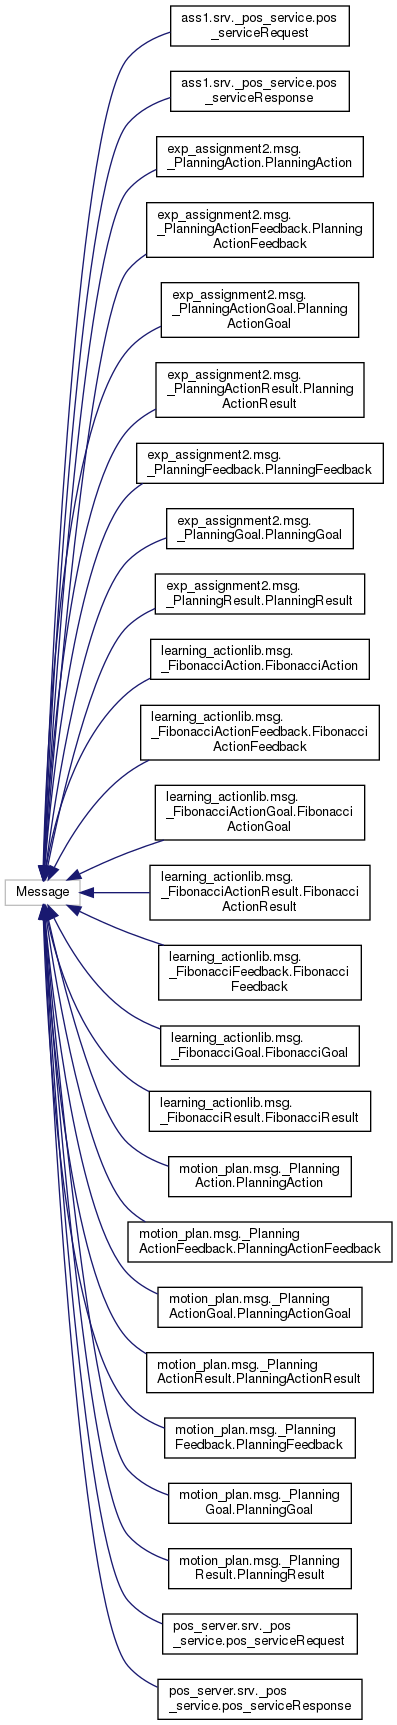 ass1.srv._pos_service.pos
_serviceRequest
ass1.srv._pos_service.pos
_serviceResponse
exp_assignment2.msg.
_PlanningAction.PlanningAction
exp_assignment2.msg.
_PlanningActionFeedback.Planning
ActionFeedback
exp_assignment2.msg.
_PlanningActionGoal.Planning
ActionGoal
exp_assignment2.msg.
_PlanningActionResult.Planning
ActionResult
exp_assignment2.msg.
_PlanningFeedback.PlanningFeedback
exp_assignment2.msg.
_PlanningGoal.PlanningGoal
exp_assignment2.msg.
_PlanningResult.PlanningResult
learning_actionlib.msg.
_FibonacciAction.FibonacciAction
learning_actionlib.msg.
_FibonacciActionFeedback.Fibonacci
ActionFeedback
learning_actionlib.msg.
_FibonacciActionGoal.Fibonacci
ActionGoal
Message
learning_actionlib.msg.
_FibonacciActionResult.Fibonacci
ActionResult
learning_actionlib.msg.
_FibonacciFeedback.Fibonacci
Feedback
learning_actionlib.msg.
_FibonacciGoal.FibonacciGoal
learning_actionlib.msg.
_FibonacciResult.FibonacciResult
motion_plan.msg._Planning
Action.PlanningAction
motion_plan.msg._Planning
ActionFeedback.PlanningActionFeedback
motion_plan.msg._Planning
ActionGoal.PlanningActionGoal
motion_plan.msg._Planning
ActionResult.PlanningActionResult
motion_plan.msg._Planning
Feedback.PlanningFeedback
motion_plan.msg._Planning
Goal.PlanningGoal
motion_plan.msg._Planning
Result.PlanningResult
pos_server.srv._pos
_service.pos_serviceRequest
pos_server.srv._pos
_service.pos_serviceResponse